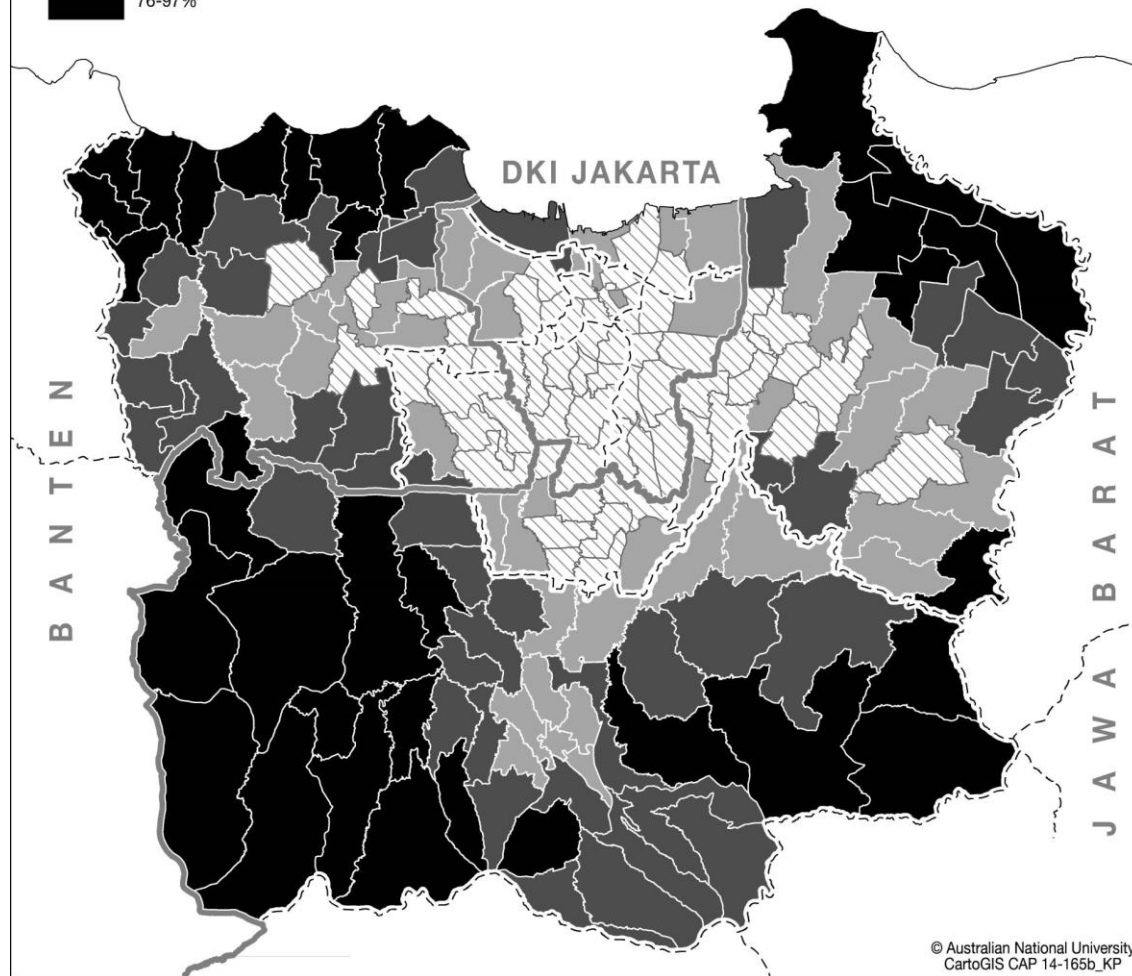 76-97%
DKI JAKARTA
BANTEN
JAWA BARAT
© Australian National University
CartoGIS CAP 14-165b_KP